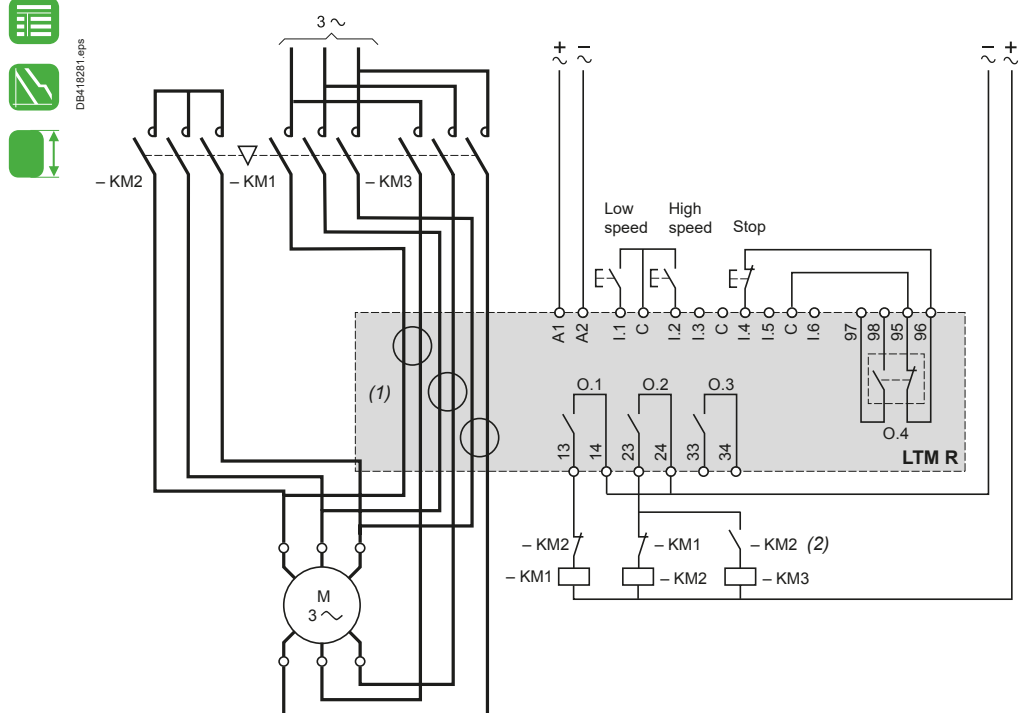 DB418281.eps
3 ∼
+ −
∼ ∼
− +
∼ ∼
– KM2
– KM1
– KM3
Low speed
High speed
Stop
A1 A2 I.1 C I.2 I.3 C I.4 I.5 C I.6 97 98 95 96
(1)
O.1
O.2
O.3
O.4
13 14 23 24 33 34
LTM R
– KM2
– KM1
– KM2 (2)
– KM1
– KM2
– KM3
M
3 ∼